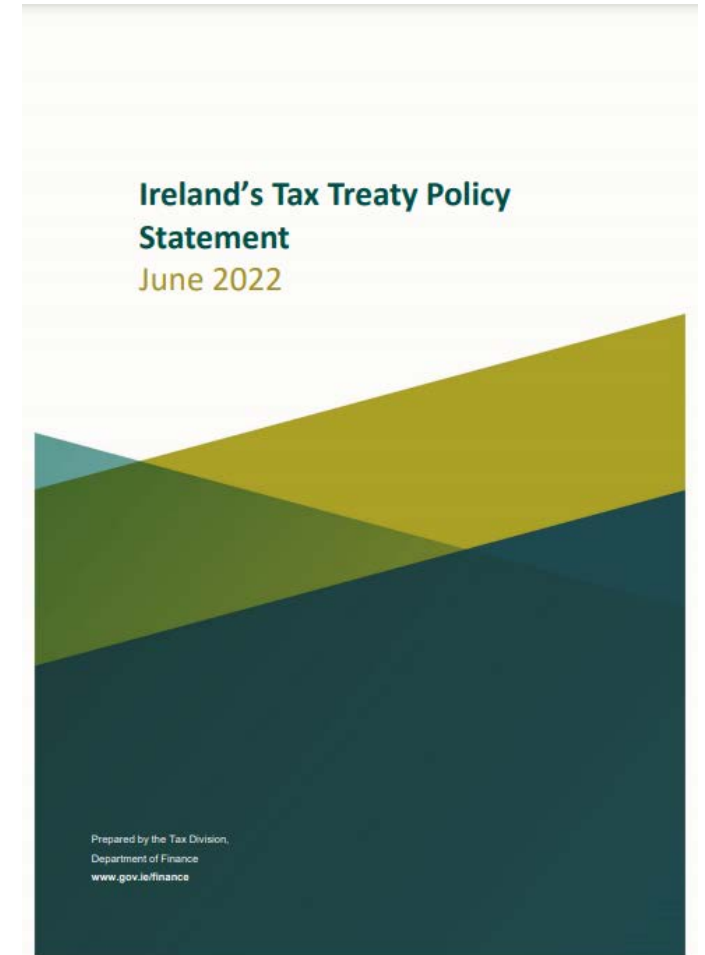 Ireland’s Tax Treaty Policy
Statement
June 2022
Prepared by the Tax Division,
Department of Finance
www.gov.ie/finance